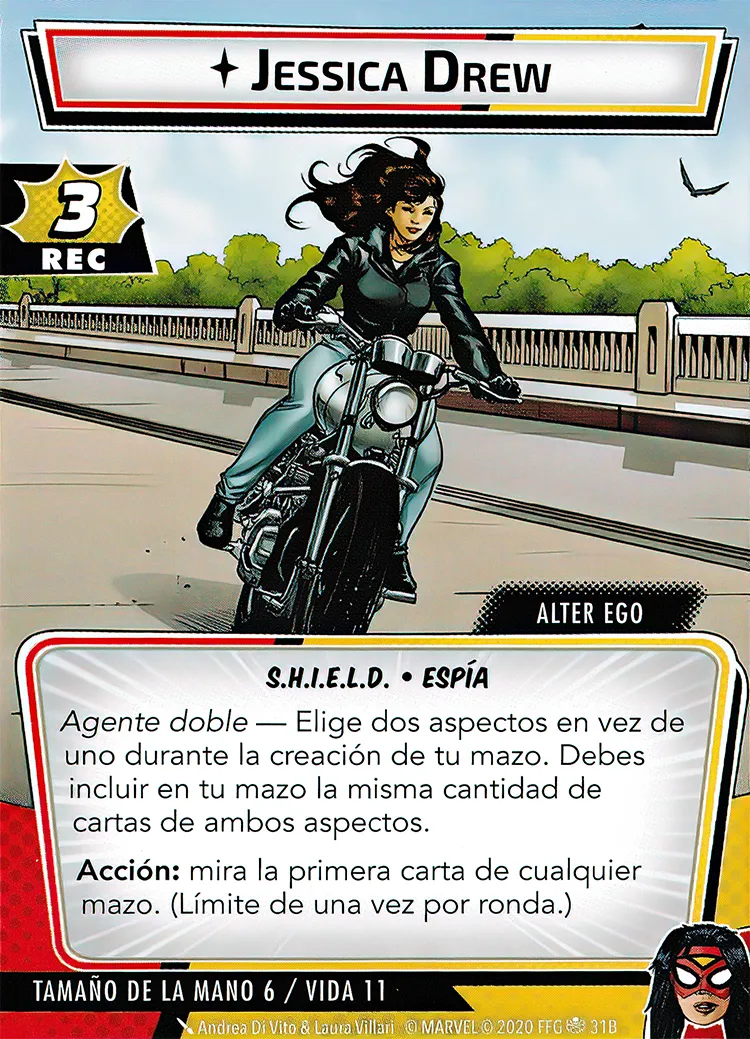 JESSICA DREW
3
REC
ALTER EGO
S.H.I.E.L.D. • ESPÍA
Agente doble — Elige dos aspectos en vez de
uno durante la creación de tu mazo. Debes
incluir en tu mazo la misma cantidad de
cartas de ambos aspectos.
Acción: mira la primera carta de cualquier
mazo. (Límite de una vez por ronda.)
TAMAÑO DE LA MANO 6 / VIDA 11
Andrea Di Vito & Laura Villari © MARVEL © 2020 FFG 31B